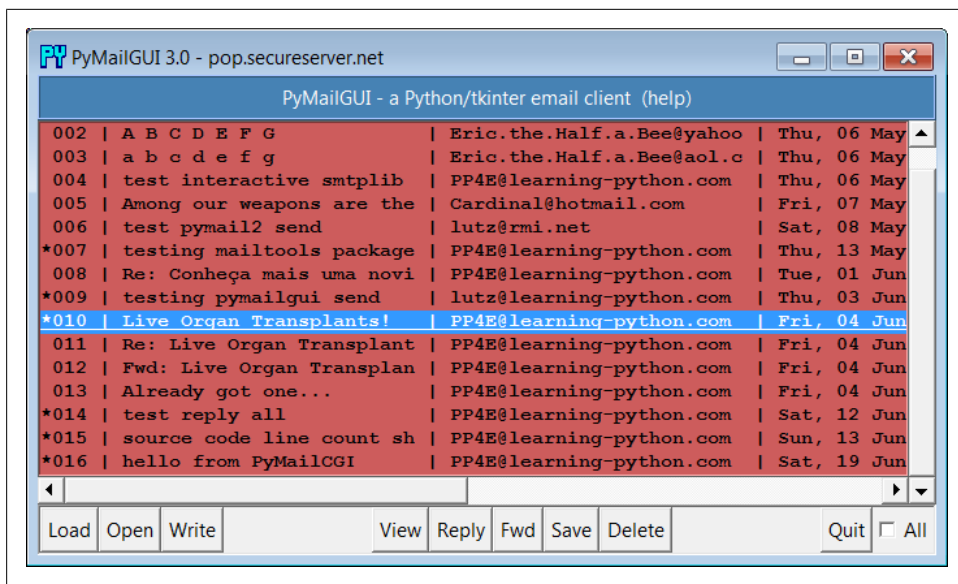 PY PyMailGUI 3.0 - pop.secureserver.net
PyMailGUI - a Python/tkinter email client (help)
002 | A B C D E F G | Eric.the.Half.a.Bee@yahoo | Thu, 06 May
003 | a b c d e f g | Eric.the.Half.a.Bee@aol.c | Thu, 06 May
004 | test interactive smtplib | PP4E@learning-python.com | Thu, 06 May
005 | Among our weapons are the | Cardinal@hotmail.com | Fri, 07 May
006 | test pymail2 send | lutz@rmi.net | Sat, 08 May
*007 | testing mailtools package | PP4E@learning-python.com | Thu, 13 May
008 | Re: Conheça mais uma novi | PP4E@learning-python.com | Tue, 01 Jun
*009 | testing pymailgui send | lutz@learning-python.com | Thu, 03 Jun
*010 | Live Organ Transplants! | PP4E@learning-python.com | Fri, 04 Jun
011 | Re: Live Organ Transplant | PP4E@learning-python.com | Fri, 04 Jun
012 | Fwd: Live Organ Transplan | PP4E@learning-python.com | Fri, 04 Jun
013 | Already got one... | PP4E@learning-python.com | Fri, 04 Jun
*014 | test reply all | PP4E@learning-python.com | Sat, 12 Jun
*015 | source code line count sh | PP4E@learning-python.com | Sun, 13 Jun
*016 | hello from PyMailCGI | PP4E@learning-python.com | Sat, 19 Jun
Load Open Write View Reply Fwd Save Delete Quit All